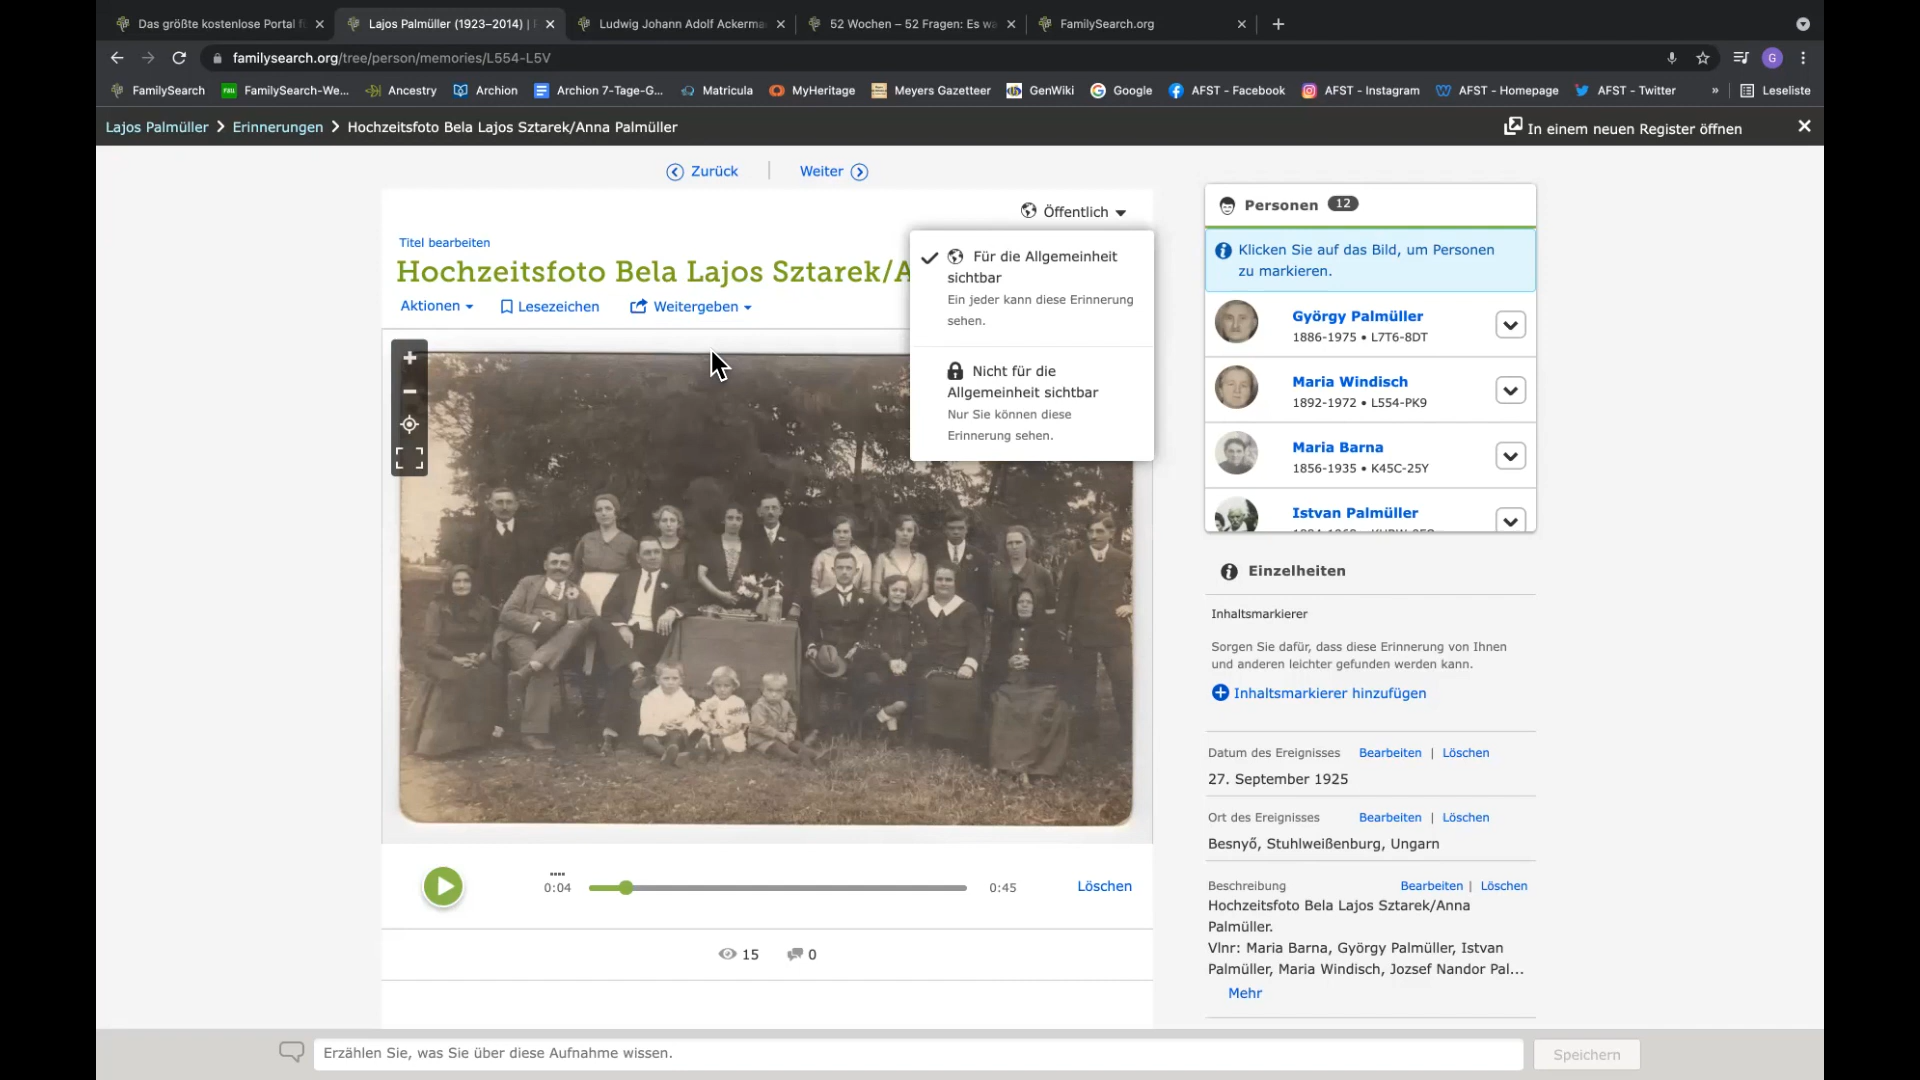 Das größte kostenlose Portal f
Lajos Palmüller (1923–2014) |
Ludwig Johann Adolf Ackerma
52 Wochen – 52 Fragen: Es wa
FamilySearch.org
familysearch.org/tree/person/memories/L554-L5V
G
FamilySearch
FamilySearch-We...
Ancestry
Archion
Archion 7-Tage-G...
Matricula
MyHeritage
Meyers Gazetteer
GenWiki
Google
AFST - Facebook
AFST - Instagram
AFST - Homepage
AFST - Twitter
»
Leseliste
Lajos Palmüller > Erinnerungen > Hochzeitsfoto Bela Lajos Sztarek/Anna Palmüller
In einem neuen Register öffnen
Zurück | Weiter
Öffentlich
Titel bearbeiten
Hochzeitsfoto Bela Lajos Sztarek/A
Aktionen
Lesezeichen
Weitergeben
Für die Allgemeinheit
sichtbar
Ein jeder kann diese Erinnerung
sehen.
Nicht für die
Allgemeinheit sichtbar
Nur Sie können diese
Erinnerung sehen.
0:04
0:45
Löschen
15
0
Personen 12
Klicken Sie auf das Bild, um Personen
zu markieren.
György Palmüller
1886-1975 • L7T6-8DT
Maria Windisch
1892-1972 • L554-PK9
Maria Barna
1856-1935 • K45C-25Y
Istvan Palmüller
Einzelheiten
Inhaltsmarkierer
Sorgen Sie dafür, dass diese Erinnerung von Ihnen
und anderen leichter gefunden werden kann.
Inhaltsmarkierer hinzufügen
Datum des Ereignisses Bearbeiten | Löschen
27. September 1925
Ort des Ereignisses Bearbeiten | Löschen
Besnyő, Stuhlweißenburg, Ungarn
Beschreibung Bearbeiten | Löschen
Hochzeitsfoto Bela Lajos Sztarek/Anna
Palmüller.
Vlnr: Maria Barna, György Palmüller, Istvan
Palmüller, Maria Windisch, Jozsef Nandor Pal...
Mehr
Erzählen Sie, was Sie über diese Aufnahme wissen.
Speichern